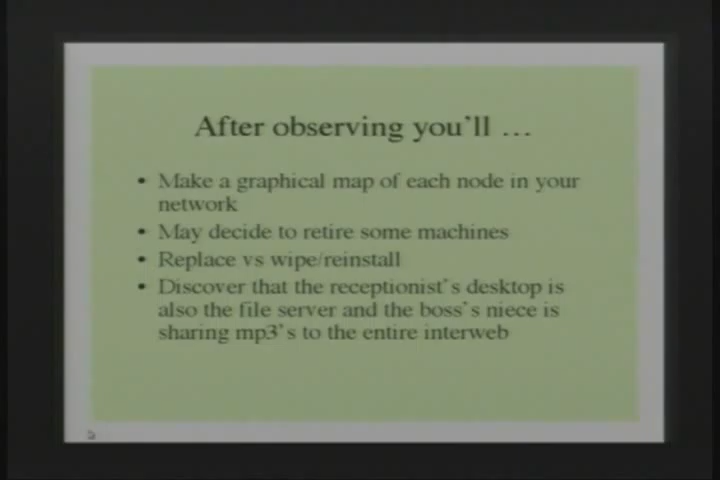 After observing you'll …
• Make a graphical map of each node in your
network
• May decide to retire some machines
• Replace vs wipe/reinstall
• Discover that the receptionist's desktop is
also the file server and the boss's niece is
sharing mp3's to the entire interweb